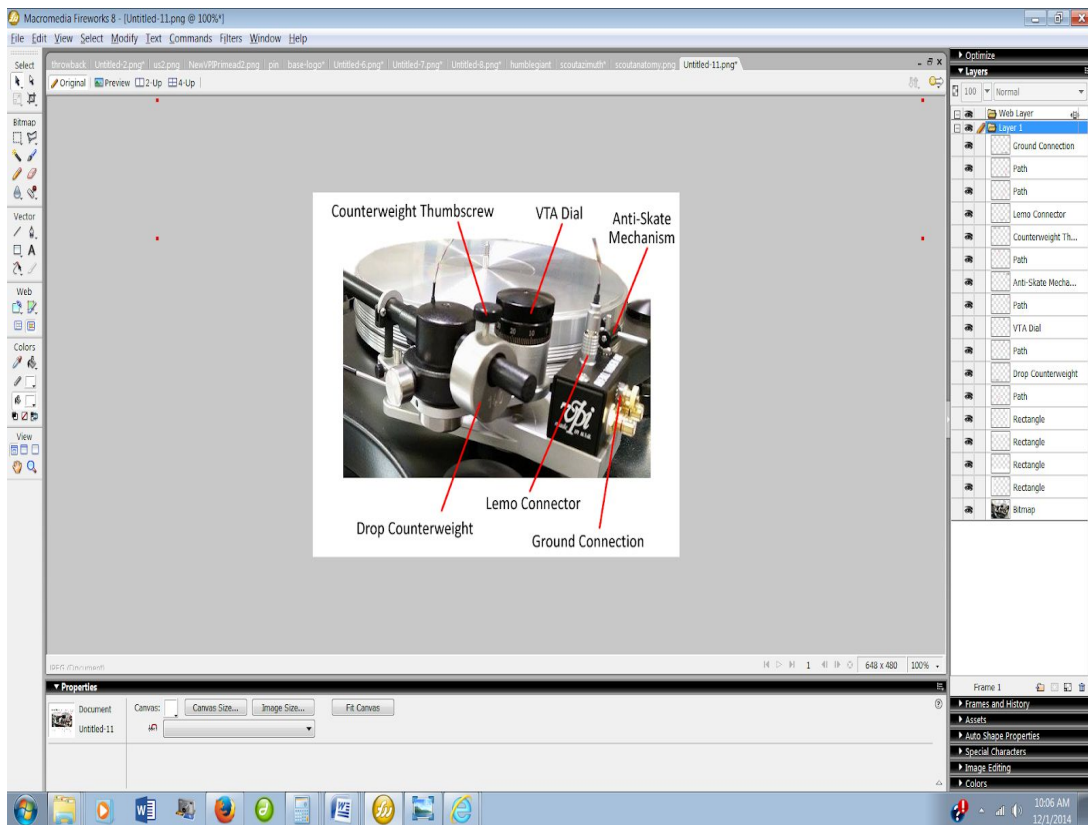 Macromedia Fireworks 8 - [Untitled-11.png @ 100%*]
File Edit View Select Modify Text Commands Filters Window Help
throwback Untitled-2.png* us2.png NewVPIPrimead2.png pin base-logo* Untitled-6.png* Untitled-7.png* Untitled-8.png* humblegiant scoutazimuth* scoutanatomy.png Untitled-11.png*
Original Preview 2-Up 4-Up
Select
Bitmap
Vector
A
Web
Colors
View
Counterweight Thumbscrew
VTA Dial
Anti-Skate
Mechanism
vpi
Lemo Connector
Drop Counterweight
Ground Connection
JPEG (Document)
1
648 x 480
100%
Optimize
Layers
100 Normal
Web Layer
Layer 1
Ground Connection
Path
Path
Lemo Connector
Counterweight Th...
Path
Anti-Skate Mecha...
Path
VTA Dial
Path
Drop Counterweight
Path
Rectangle
Rectangle
Rectangle
Rectangle
Bitmap
Frame 1
Frames and History
Assets
Auto Shape Properties
Special Characters
Image Editing
Colors
Properties
Document
Untitled-11
Canvas: Canvas Size... Image Size... Fit Canvas
10:06 AM
12/1/2014